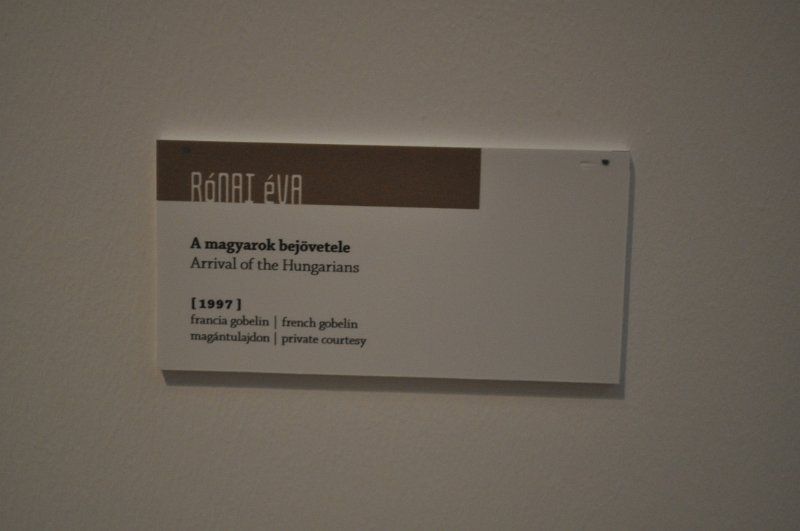 RÓNAI éVA
A magyarok bejövetele
Arrival of the Hungarians
[1997]
francia gobelin | french gobelin
magántulajdon | private courtesy